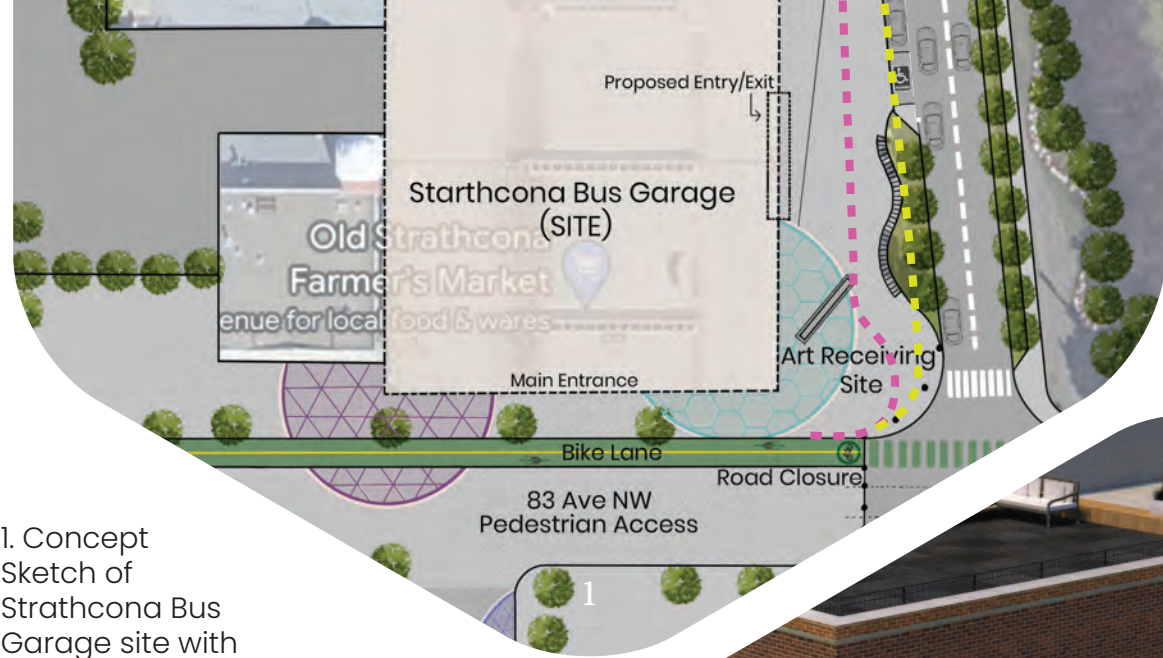 Proposed Entry/Exit
Starthcona Bus Garage
(SITE)
Old Strathcona
Farmer's Market
enue for local food & wares
Art Receiving
Site
Main Entrance
Bike Lane
Road Closure
83 Ave NW
Pedestrian Access
1. Concept
Sketch of
Strathcona Bus
Garage site with
1